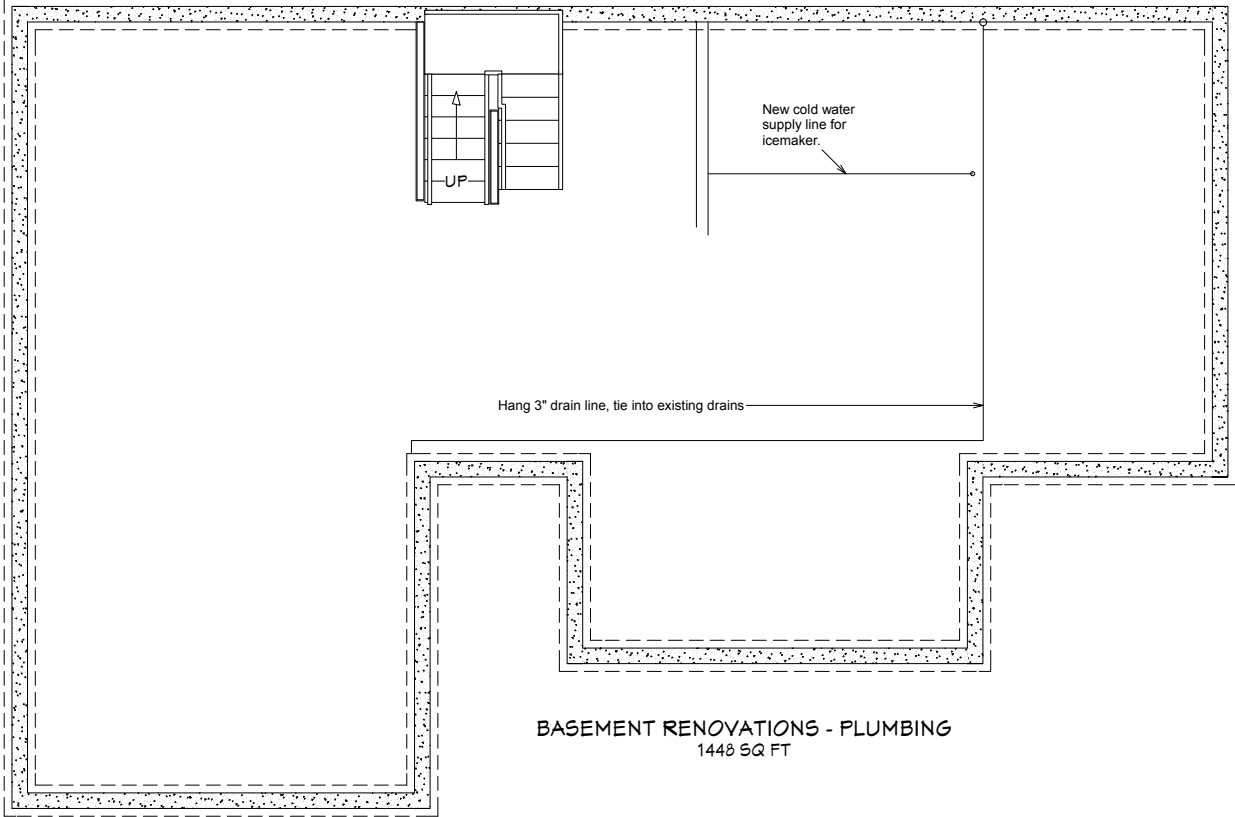 New cold water
supply line for
icemaker.
UP
Hang 3" drain line, tie into existing drains
BASEMENT RENOVATIONS - PLUMBING
1448 SQ FT